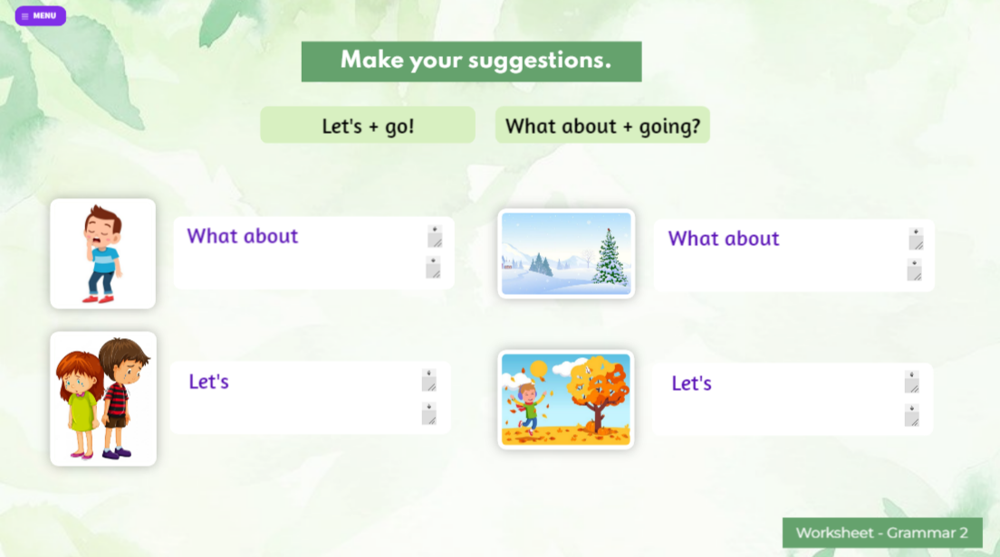 ≡ MENU
Make your suggestions.
Let's + go!
What about + going?
What about
What about
Let's
Let's
Worksheet - Grammar 2